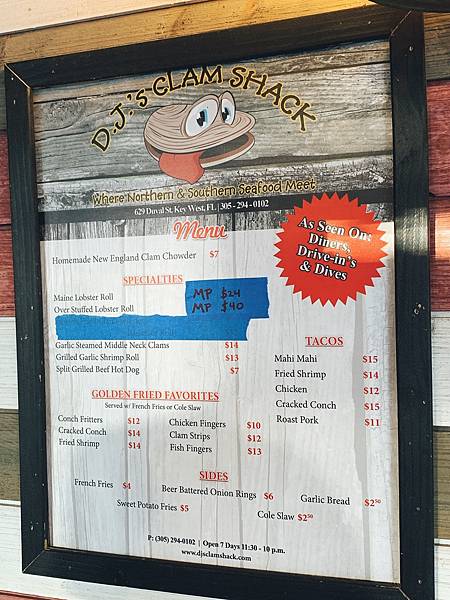 D.J.'S CLAM SHACK
Where Northern & Southern Seafood Meet
629 Duval St, Key West, FL | 305 - 294 - 0102
Menu
As Seen On:
Diners,
Drive-in's
& Dives
Homemade New England Clam Chowder $7
SPECIALTIES
Maine Lobster Roll MP $24
Over Stuffed Lobster Roll MP $40
Garlic Steamed Middle Neck Clams $14
Grilled Garlic Shrimp Roll $13
Split Grilled Beef Hot Dog $7
TACOS
Mahi Mahi $15
Fried Shrimp $14
Chicken $12
Cracked Conch $15
Roast Pork $11
GOLDEN FRIED FAVORITES
Served w/ French Fries or Cole Slaw
Conch Fritters $12
Cracked Conch $14
Fried Shrimp $14
Chicken Fingers $10
Clam Strips $12
Fish Fingers $13
SIDES
French Fries $4
Beer Battered Onion Rings $6
Garlic Bread $2.50
Sweet Potato Fries $5
Cole Slaw $2.50
P: (305) 294-0102 | Open 7 Days 11:30 - 10 p.m.
www.djsclamshack.com